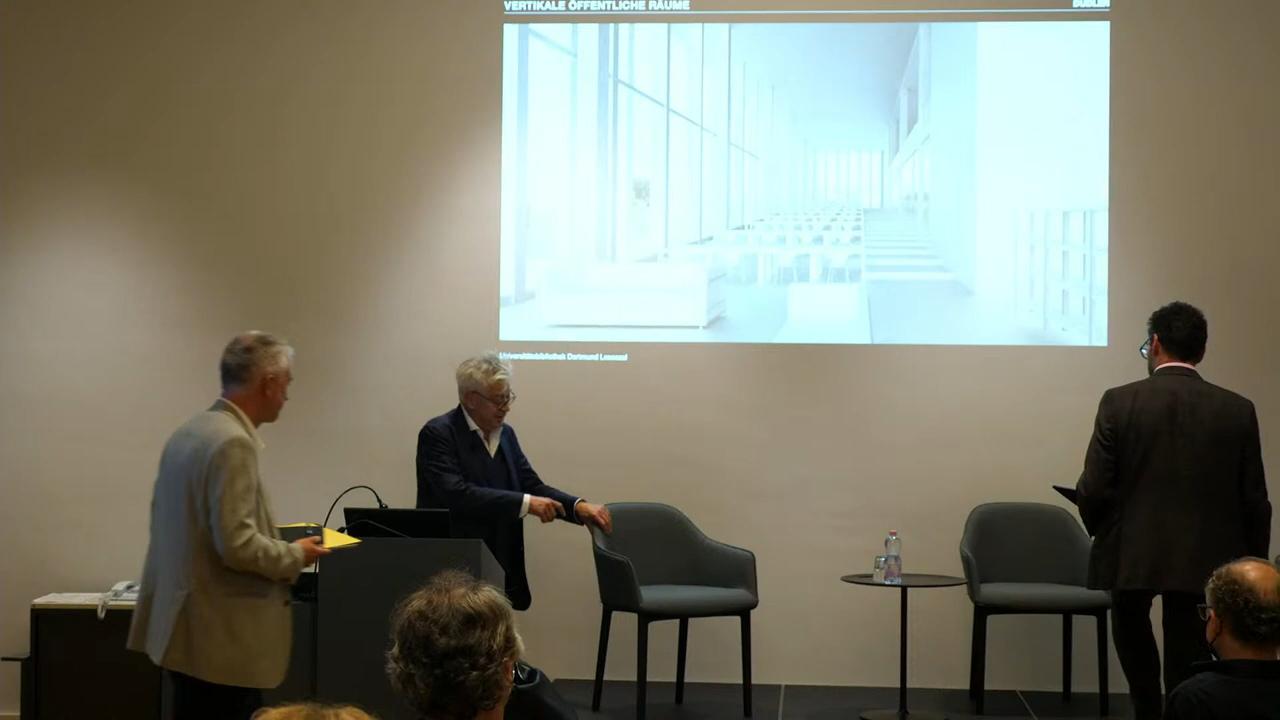 VERTIKALE ÖFFENTLICHE RÄUME
DUBLIN
Universitätsbibliothek Dortmund Lesesaal